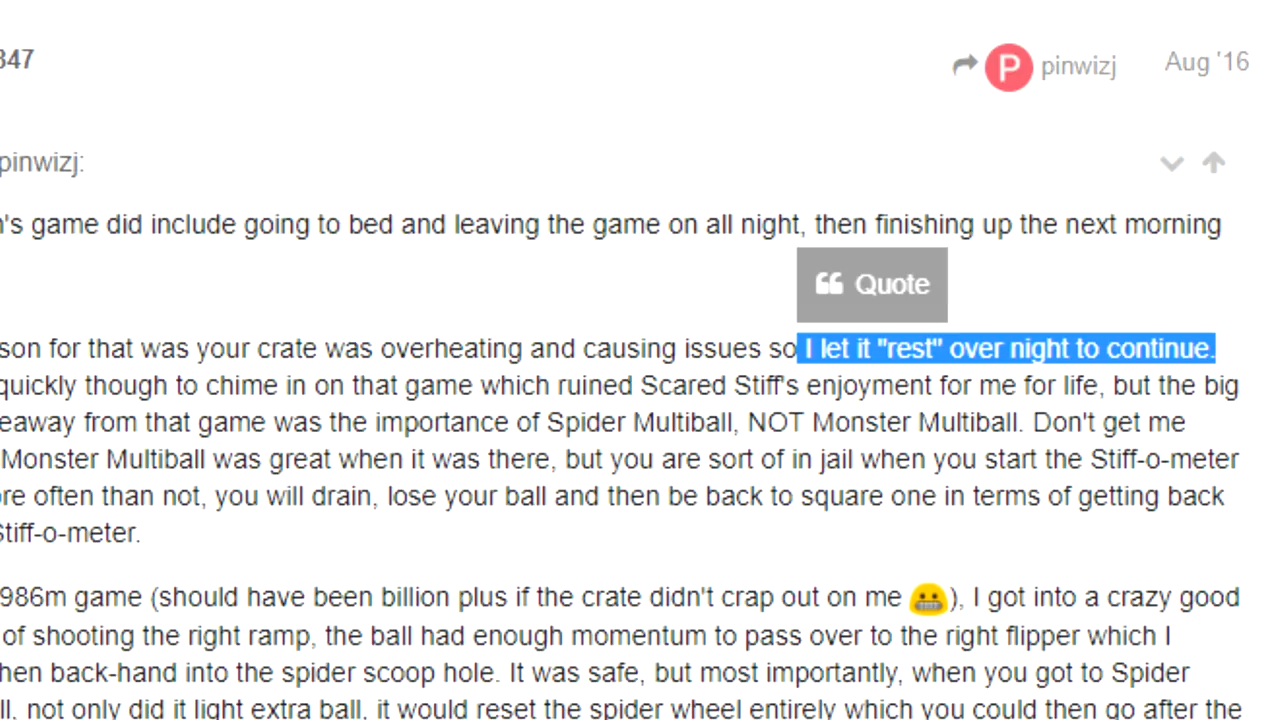 347
P pinwizj Aug '16
pinwizj:
's game did include going to bed and leaving the game on all night, then finishing up the next morning
Quote
son for that was your crate was overheating and causing issues so I let it "rest" over night to continue.
quickly though to chime in on that game which ruined Scared Stiff's enjoyment for me for life, but the big
eaway from that game was the importance of Spider Multiball, NOT Monster Multiball. Don't get me
Monster Multiball was great when it was there, but you are sort of in jail when you start the Stiff-o-meter
re often than not, you will drain, lose your ball and then be back to square one in terms of getting back
Stiff-o-meter.
986m game (should have been billion plus if the crate didn't crap out on me 😬), I got into a crazy good
of shooting the right ramp, the ball had enough momentum to pass over to the right flipper which I
hen back-hand into the spider scoop hole. It was safe, but most importantly, when you got to Spider
ll, not only did it light extra ball, it would reset the spider wheel entirely which you could then go after the